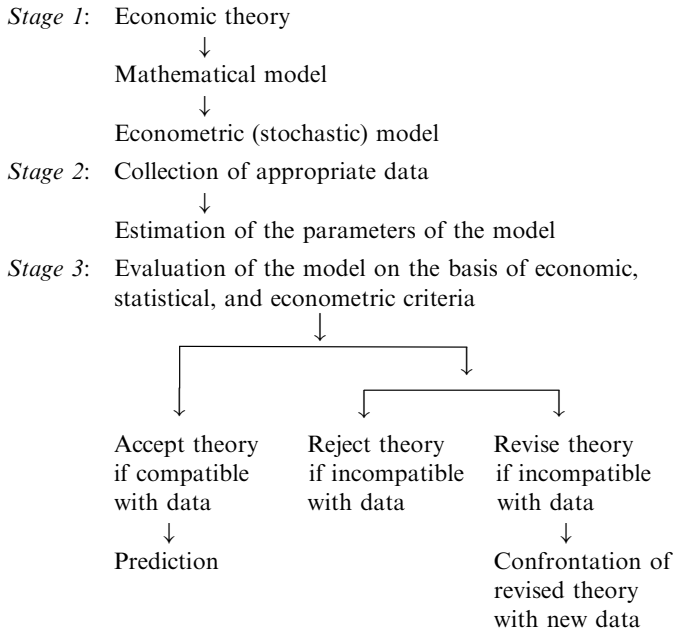 Stage 1: Economic theory
Mathematical model
Econometric (stochastic) model
Stage 2: Collection of appropriate data
Estimation of the parameters of the model
Stage 3: Evaluation of the model on the basis of economic,
statistical, and econometric criteria
Accept theory
if compatible
with data
Prediction
Reject theory
if incompatible
with data
Revise theory
if incompatible
with data
Confrontation of
revised theory
with new data